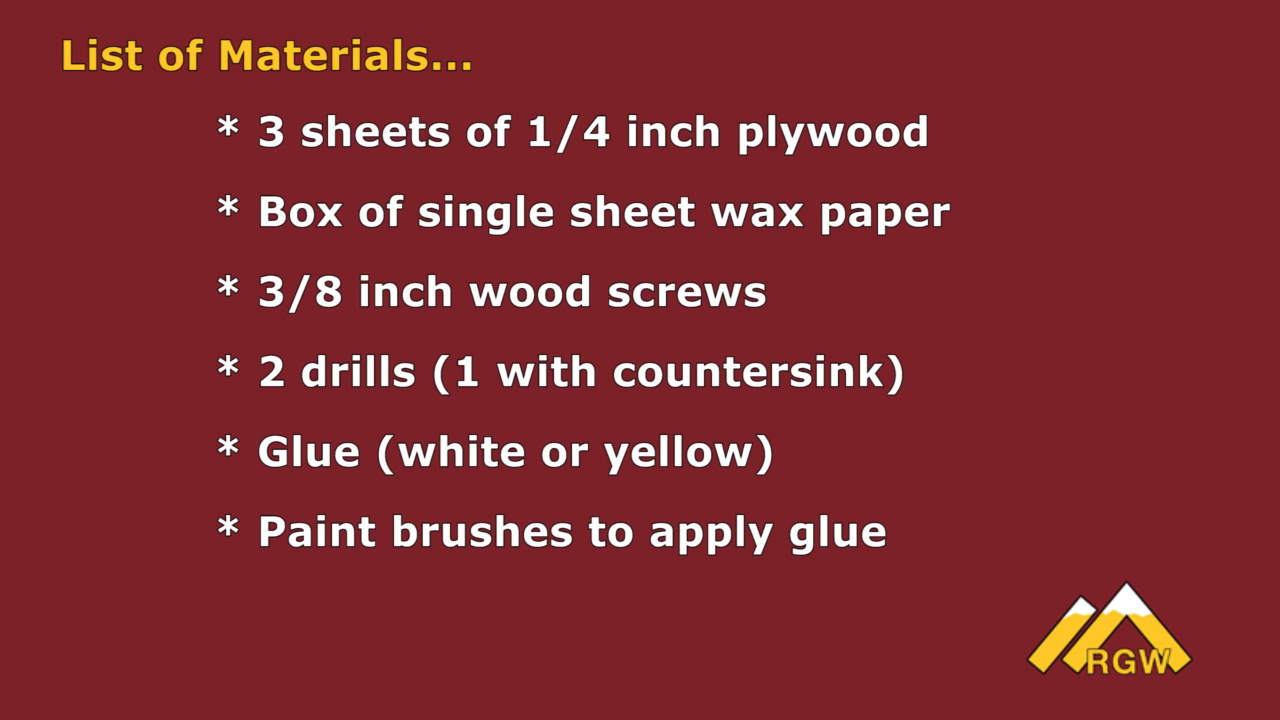 List of Materials...
* 3 sheets of 1/4 inch plywood
* Box of single sheet wax paper
* 3/8 inch wood screws
* 2 drills (1 with countersink)
* Glue (white or yellow)
* Paint brushes to apply glue
RGW